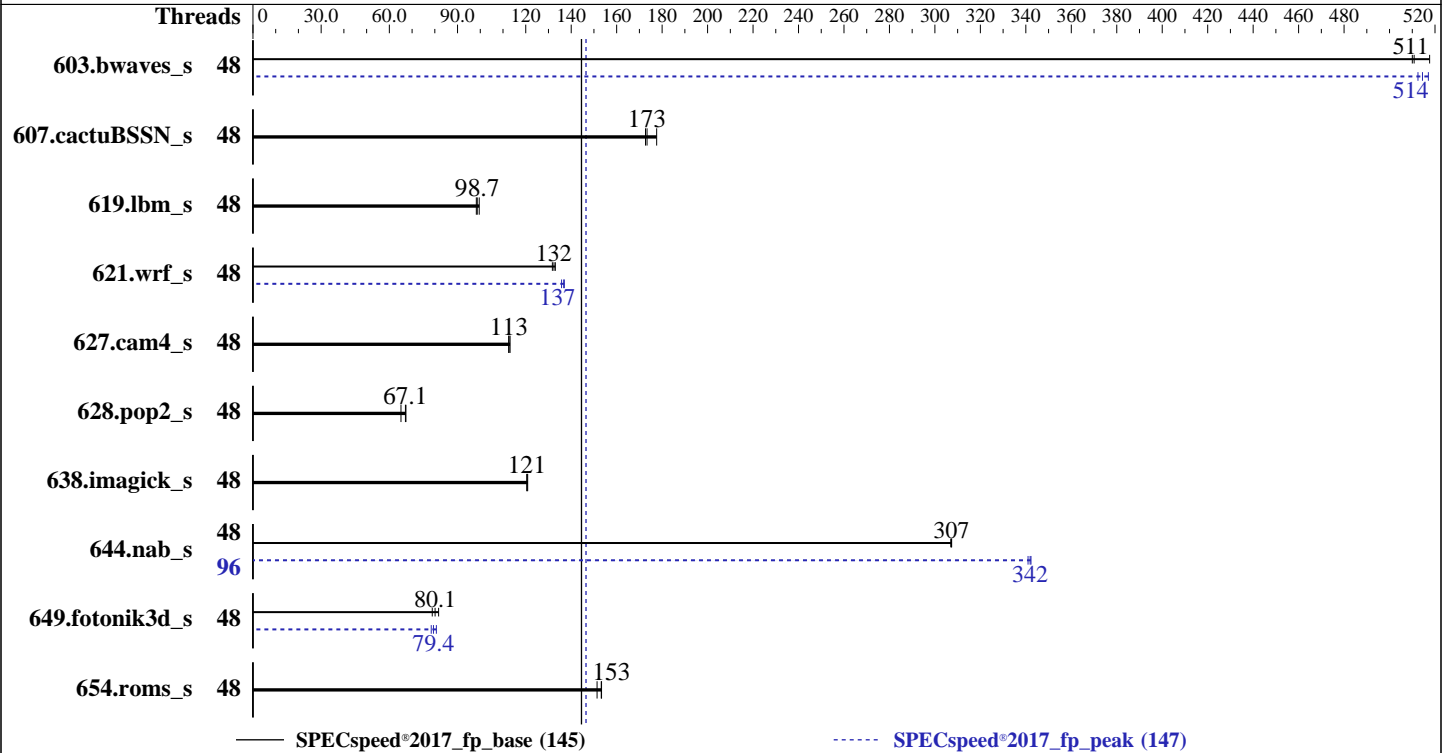 Threads 0 30.0 60.0 90.0 120 140 160 180 200 220 240 260 280 300 320 340 360 380 400 420 440 460 480 520
603.bwaves_s 48 511
514
607.cactuBSSN_s 48 173
619.lbm_s 48 98.7
621.wrf_s 48 132
137
627.cam4_s 48 113
628.pop2_s 48 67.1
638.imagick_s 48 121
644.nab_s 48 307
96 342
649.fotonik3d_s 48 80.1
79.4
654.roms_s 48 153
SPECspeed®2017_fp_base (145) SPECspeed®2017_fp_peak (147)